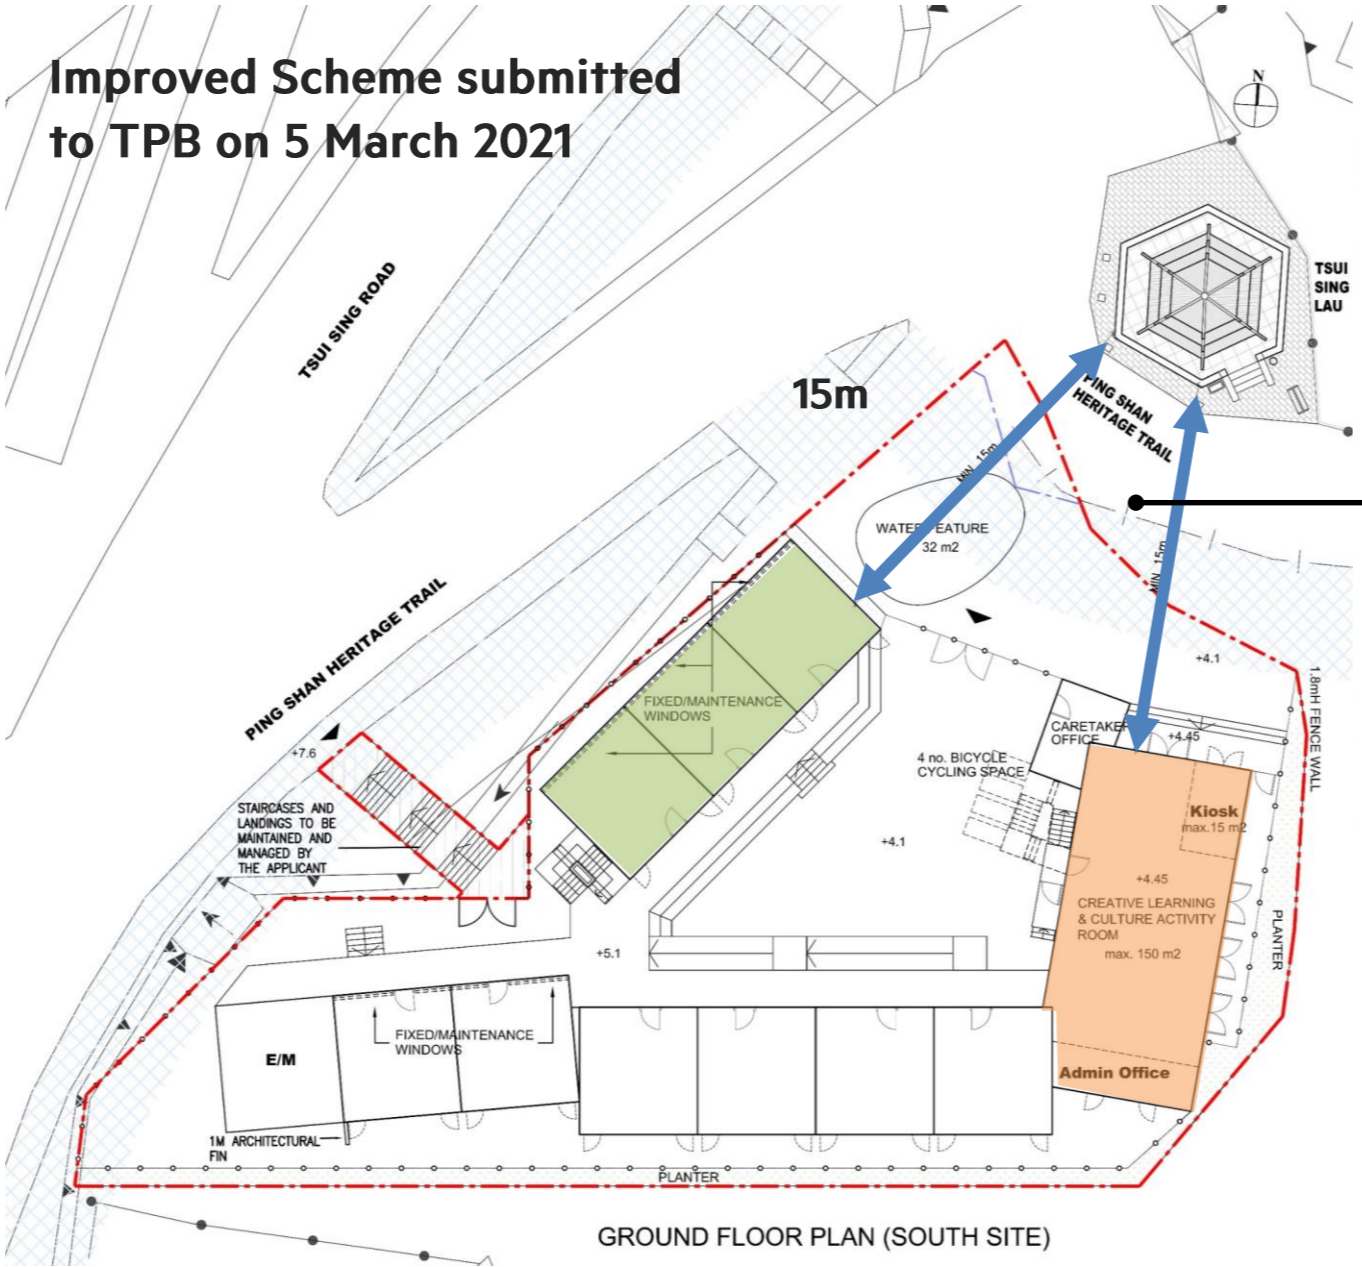 Improved Scheme submitted
to TPB on 5 March 2021
N
TSUI
SING
LAU
TSUI SING ROAD
15m
PING SHAN
HERITAGE TRAIL
MIN. 15m
WATER FEATURE
32 m2
MIN. 15m
PING SHAN HERITAGE TRAIL
+4.1
1.8mH FENCE WALL
FIXED/MAINTENANCE
WINDOWS
CARETAKER
OFFICE
+4.45
+7.6
4 no. BICYCLE
CYCLING SPACE
STAIRCASES AND
LANDINGS TO BE
MAINTAINED AND
MANAGED BY
THE APPLICANT
Kiosk
max.15 m2
+4.1
+4.45
CREATIVE LEARNING
& CULTURE ACTIVITY
ROOM
max. 150 m2
PLANTER
+5.1
FIXED/MAINTENANCE
WINDOWS
E/M
Admin Office
1M ARCHITECTURAL
FIN
PLANTER
GROUND FLOOR PLAN (SOUTH SITE)